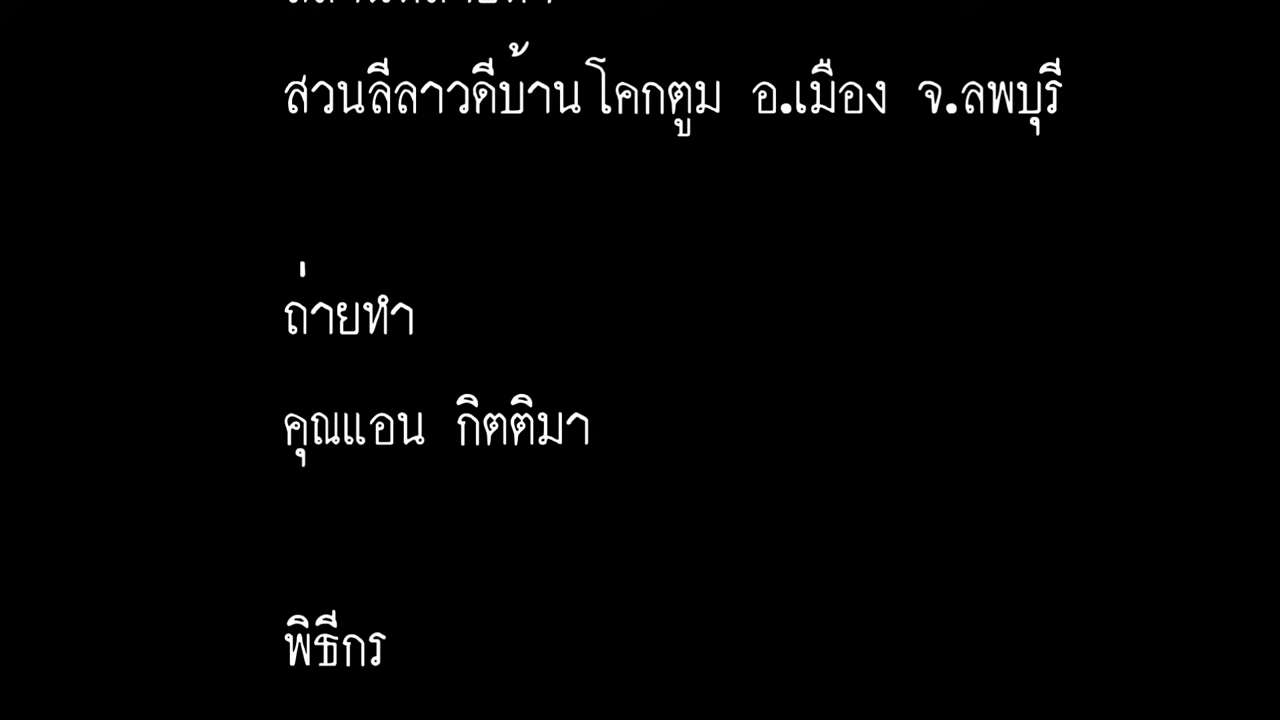 สวนลีลาวดีบ้านโคกตูม อ.เมือง จ.ลพบุรี
ถ่ายทำ
คุณแอน กิตติมา
พิธีกร